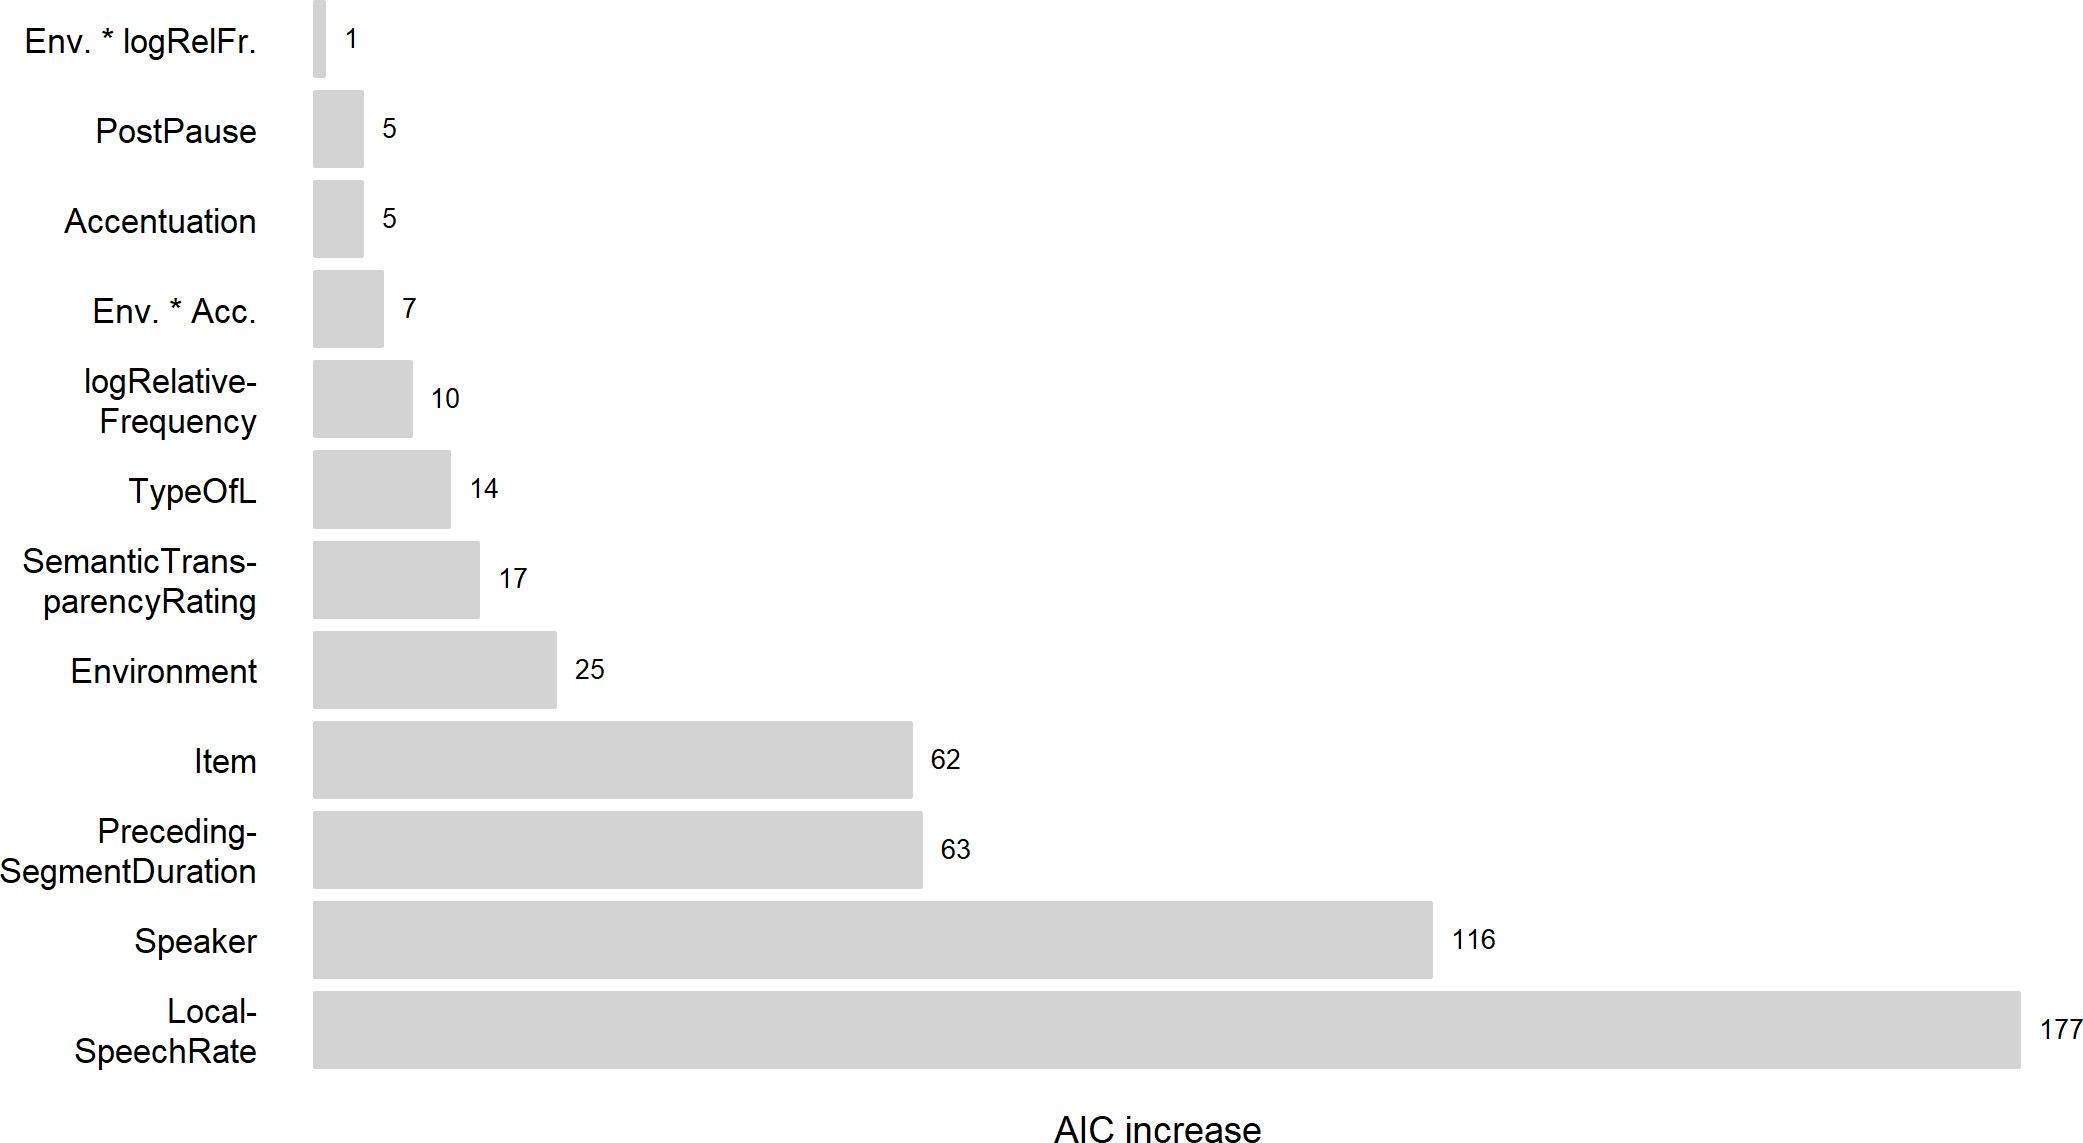 Env. * logRelFr.
1
PostPause
5
Accentuation
5
Env. * Acc.
7
logRelative-
Frequency
10
TypeOfL
14
SemanticTrans-
parencyRating
17
Environment
25
Item
62
Preceding-
SegmentDuration
63
Speaker
116
Local-
SpeechRate
177
AIC increase